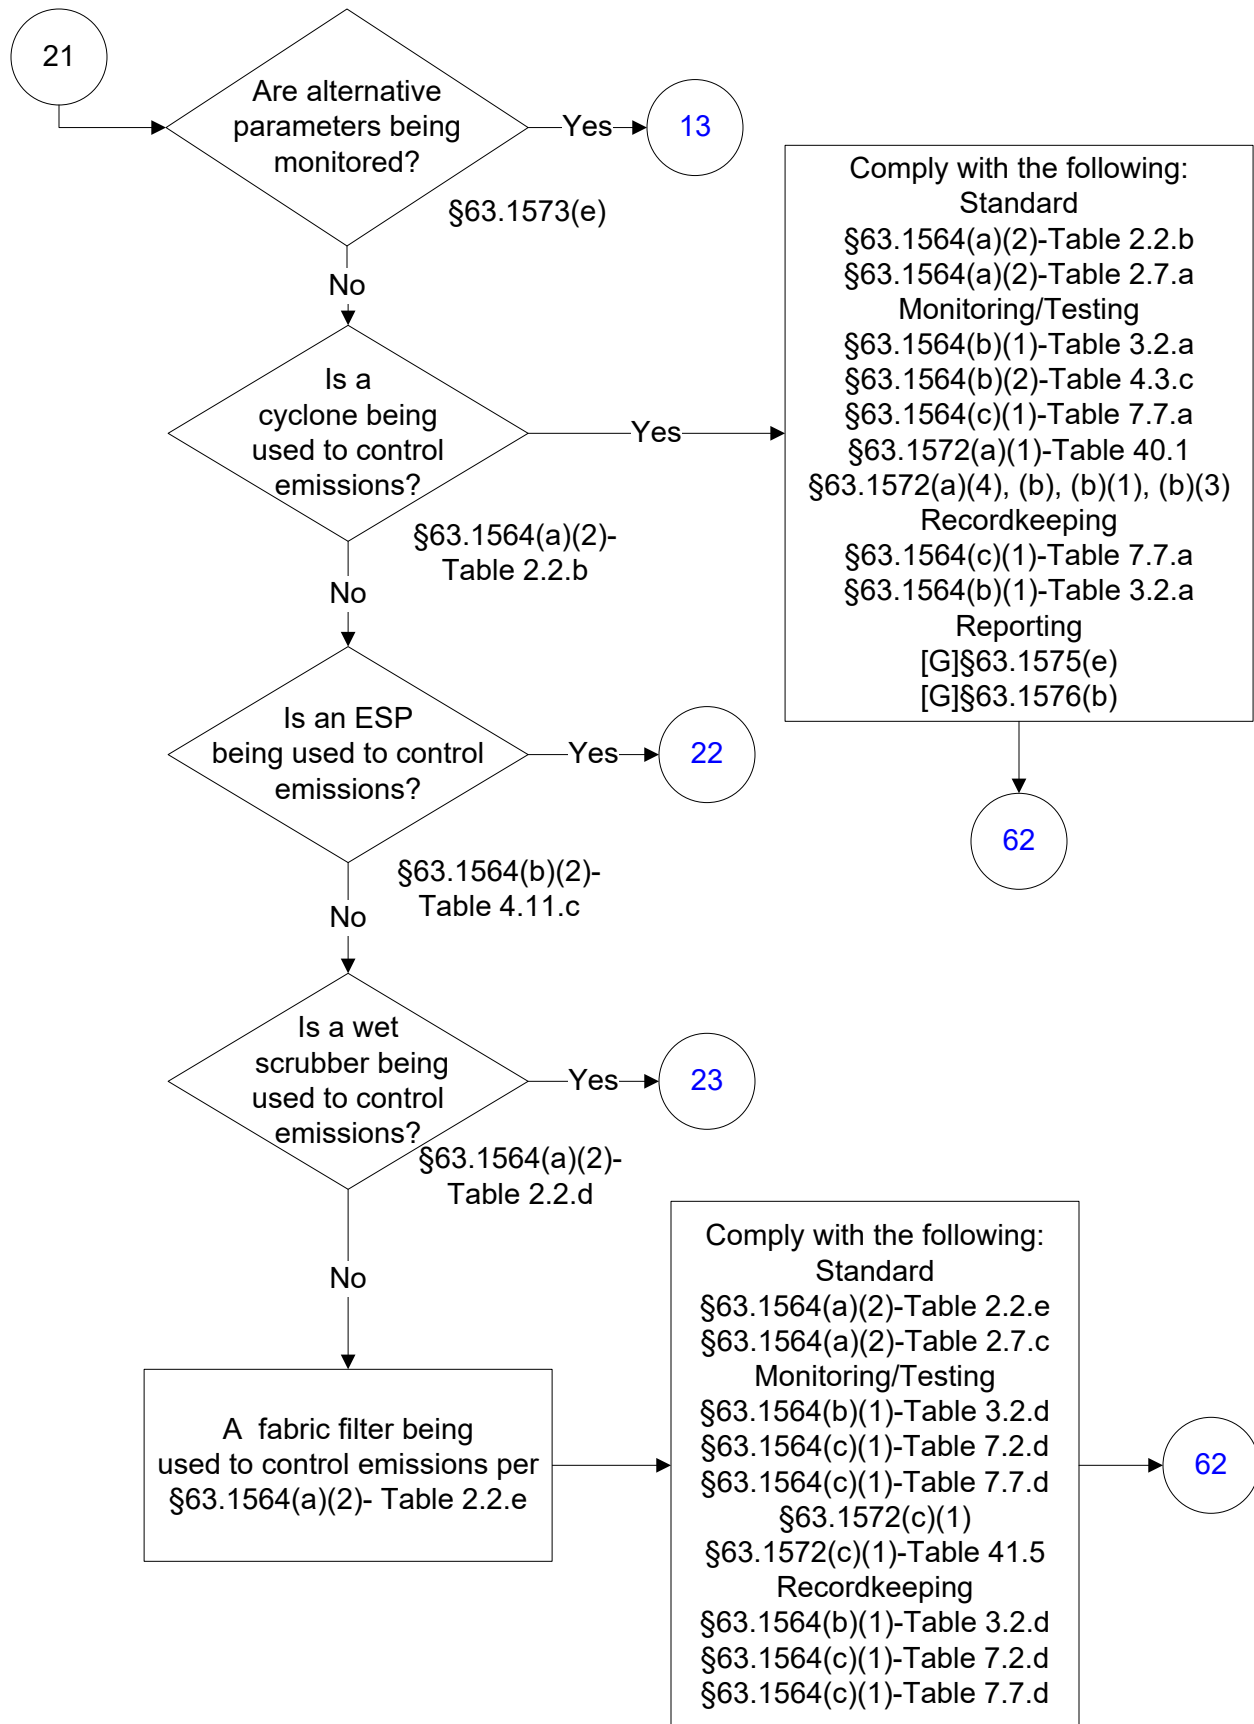 21
Are alternative
parameters being
monitored?
Yes
13
§63.1573(e)
No
Is a
cyclone being
used to control
emissions?
Yes
§63.1564(a)(2)-
Table 2.2.b
Comply with the following:
Standard
§63.1564(a)(2)-Table 2.2.b
§63.1564(a)(2)-Table 2.7.a
Monitoring/Testing
§63.1564(b)(1)-Table 3.2.a
§63.1564(b)(2)-Table 4.3.c
§63.1564(c)(1)-Table 7.7.a
§63.1572(a)(1)-Table 40.1
§63.1572(a)(4), (b), (b)(1), (b)(3)
Recordkeeping
§63.1564(c)(1)-Table 7.7.a
§63.1564(b)(1)-Table 3.2.a
Reporting
[G]§63.1575(e)
[G]§63.1576(b)
62
No
Is an ESP
being used to control
emissions?
Yes
22
§63.1564(b)(2)-
Table 4.11.c
No
Is a wet
scrubber being
used to control
emissions?
Yes
23
§63.1564(a)(2)-
Table 2.2.d
No
A  fabric filter being
used to control emissions per
§63.1564(a)(2)- Table 2.2.e
Comply with the following:
Standard
§63.1564(a)(2)-Table 2.2.e
§63.1564(a)(2)-Table 2.7.c
Monitoring/Testing
§63.1564(b)(1)-Table 3.2.d
§63.1564(c)(1)-Table 7.2.d
§63.1564(c)(1)-Table 7.7.d
§63.1572(c)(1)
§63.1572(c)(1)-Table 41.5
Recordkeeping
§63.1564(b)(1)-Table 3.2.d
§63.1564(c)(1)-Table 7.2.d
§63.1564(c)(1)-Table 7.7.d
62